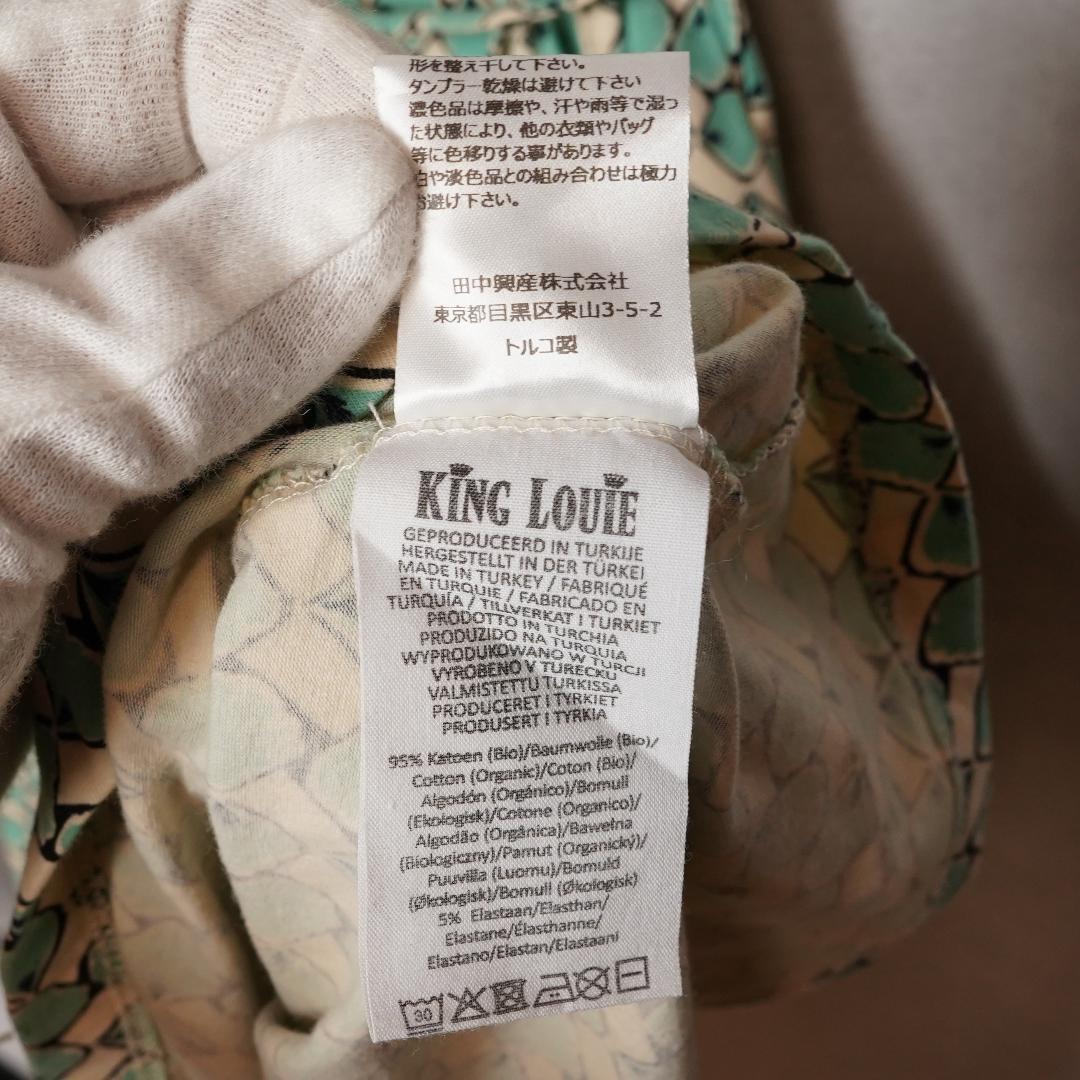 形を整え干して下さい。
タンブラー乾燥は避けて下さい
濃色品は摩擦や、汗や雨等で湿っ
た状態により、他の衣類やバッグ
等に色移りする事があります。
白や淡色品との組み合わせは極力
お避け下さい。
田中興産株式会社
東京都目黒区東山3-5-2
トルコ製
KING LOUIE
GEPRODUCEERD IN TURKIJE
HERGESTELLT IN DER TÜRKEI
MADE IN TURKEY / FABRIQUÉ
EN TURQUIE / FABRICADO EN
TURQUÍA / TILLVERKAT I TURKIET
PRODOTTO IN TURCHIA
PRODUZIDO NA TURQUIA
WYPRODUKOWANO W TURCJI
VYROBENO V TURECKU
VALMISTETTU TURKISSA
PRODUCERET I TYRKIET
PRODUSERT I TYRKIA
95% Katoen (Bio)/Baumwolle (Bio)/
Cotton (Organic)/Coton (Bio)/
Algodón (Orgánico)/Bomull
(Ekologisk)/Cotone (Organico)/
Algodão (Orgânica)/Bawełna
(Biologiczny)/Pamut (Organický)/
Puuvilla (Luomu)/Bomuld
(Økologisk)/Bomull (Økologisk)
5% Elastaan/Elasthan/
Elastane/Élasthanne/
Elastano/Elastan/Elastaani
30